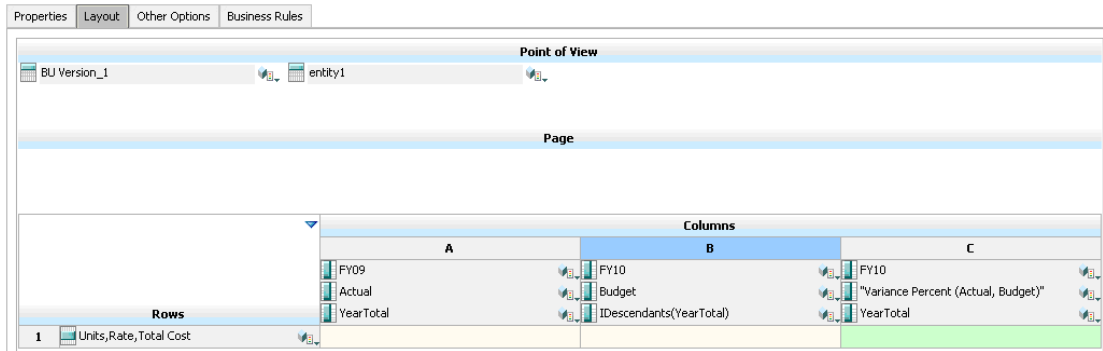 Properties Layout Other Options Business Rules
Point of View
BU Version_1 entity1
Page
Columns
A B C
FY09 FY10 FY10
Actual Budget "Variance Percent (Actual, Budget)"
Rows YearTotal IDescendants(YearTotal) YearTotal
1 Units,Rate,Total Cost